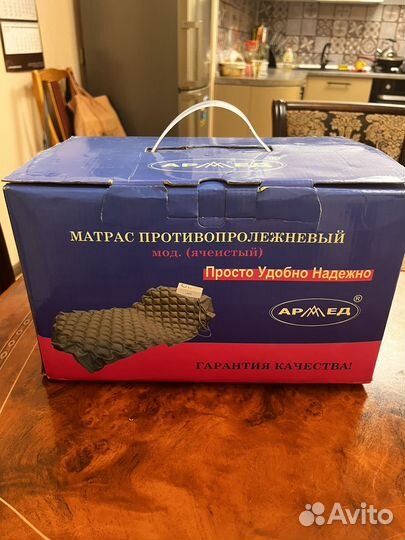 АРМЕД
МАТРАС ПРОТИВОПРОЛЕЖНЕВЫЙ
мод. (ячеистый)
Просто Удобно Надежно
АРМЕД ®
ГАРАНТИЯ КАЧЕСТВА!
Avito